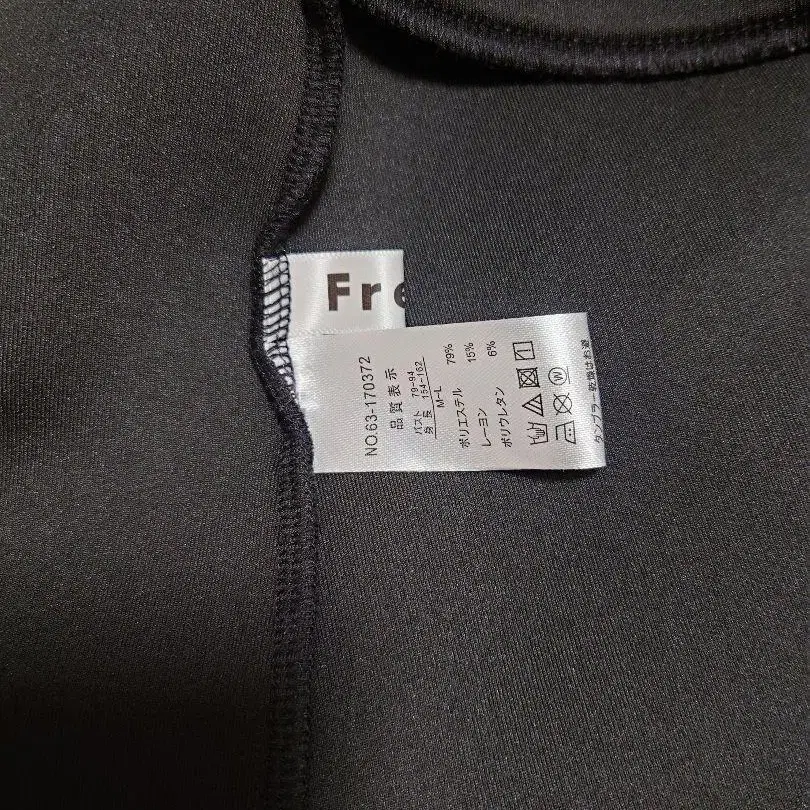 Fre
NO.63-170372
品質表示
バスト 79-94
身長 154-162
M-L
ポリエステル 79%
レーヨン 15%
ポリウレタン 6%
W
タンブラー乾燥はお避